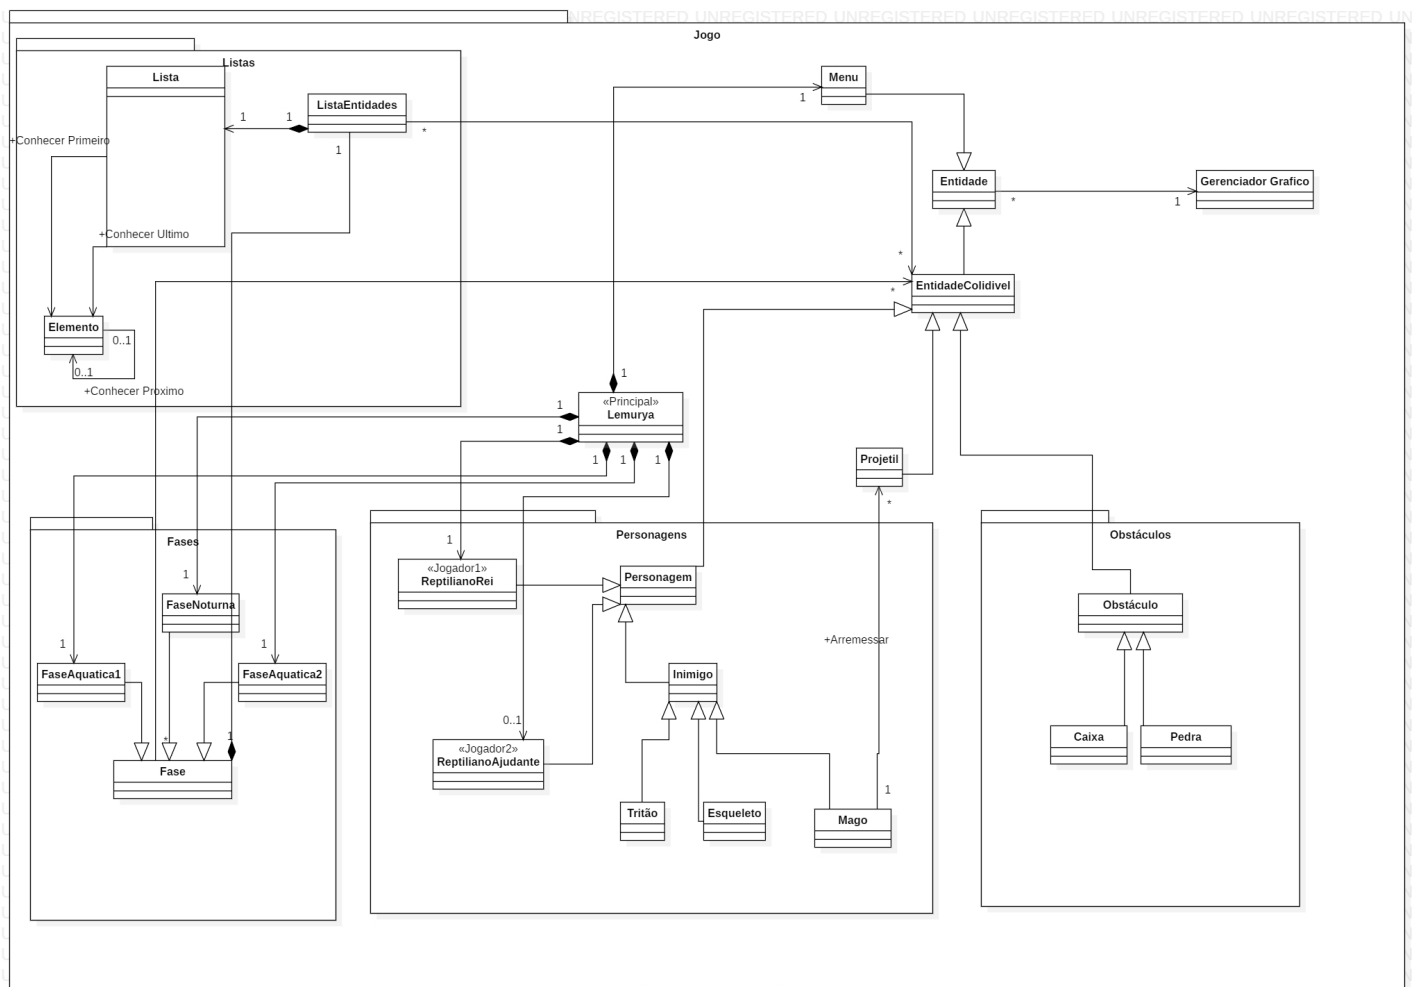 UNREGISTERED UNREGISTERED UNREGISTERED UNREGISTERED UNREGISTERED UNREGISTERED UN
Jogo
Listas
Lista
ListaEntidades
Menu
1
1
1
*
1
+Conhecer Primeiro
Entidade
Gerenciador Grafico
*
1
+Conhecer Ultimo
*
EntidadeColidivel
*
Elemento
0..1
0..1
+Conhecer Proximo
1
«Principal»
Lemurya
1
1
1
1
1
Projetil
*
Fases
Personagens
Obstáculos
1
«Jogador1»
ReptilianoRei
Personagem
1
FaseNoturna
Obstáculo
+Arremessar
1
1
FaseAquatica1
FaseAquatica2
Inimigo
0..1
*
1
«Jogador2»
ReptilianoAjudante
Caixa
Pedra
Fase
1
Tritão
Esqueleto
Mago